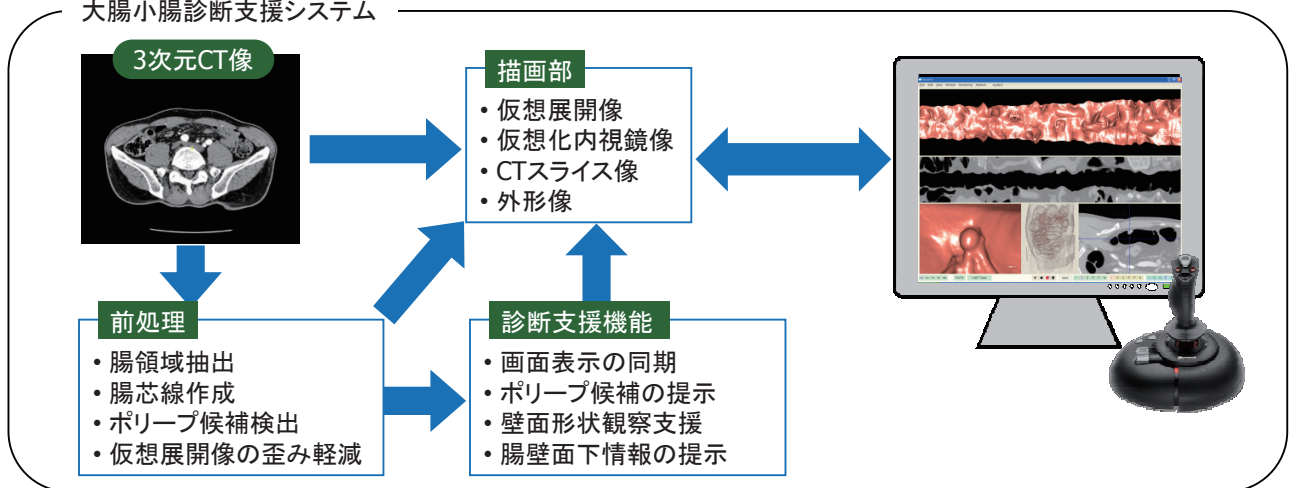 大腸小腸診断支援システム
3次元CT像
描画部
• 仮想展開像
• 仮想化内視鏡像
• CTスライス像
• 外形像
前処理
• 腸領域抽出
• 腸芯線作成
• ポリープ候補検出
• 仮想展開像の歪み軽減
診断支援機能
• 画面表示の同期
• ポリープ候補の提示
• 壁面形状観察支援
• 腸壁面下情報の提示